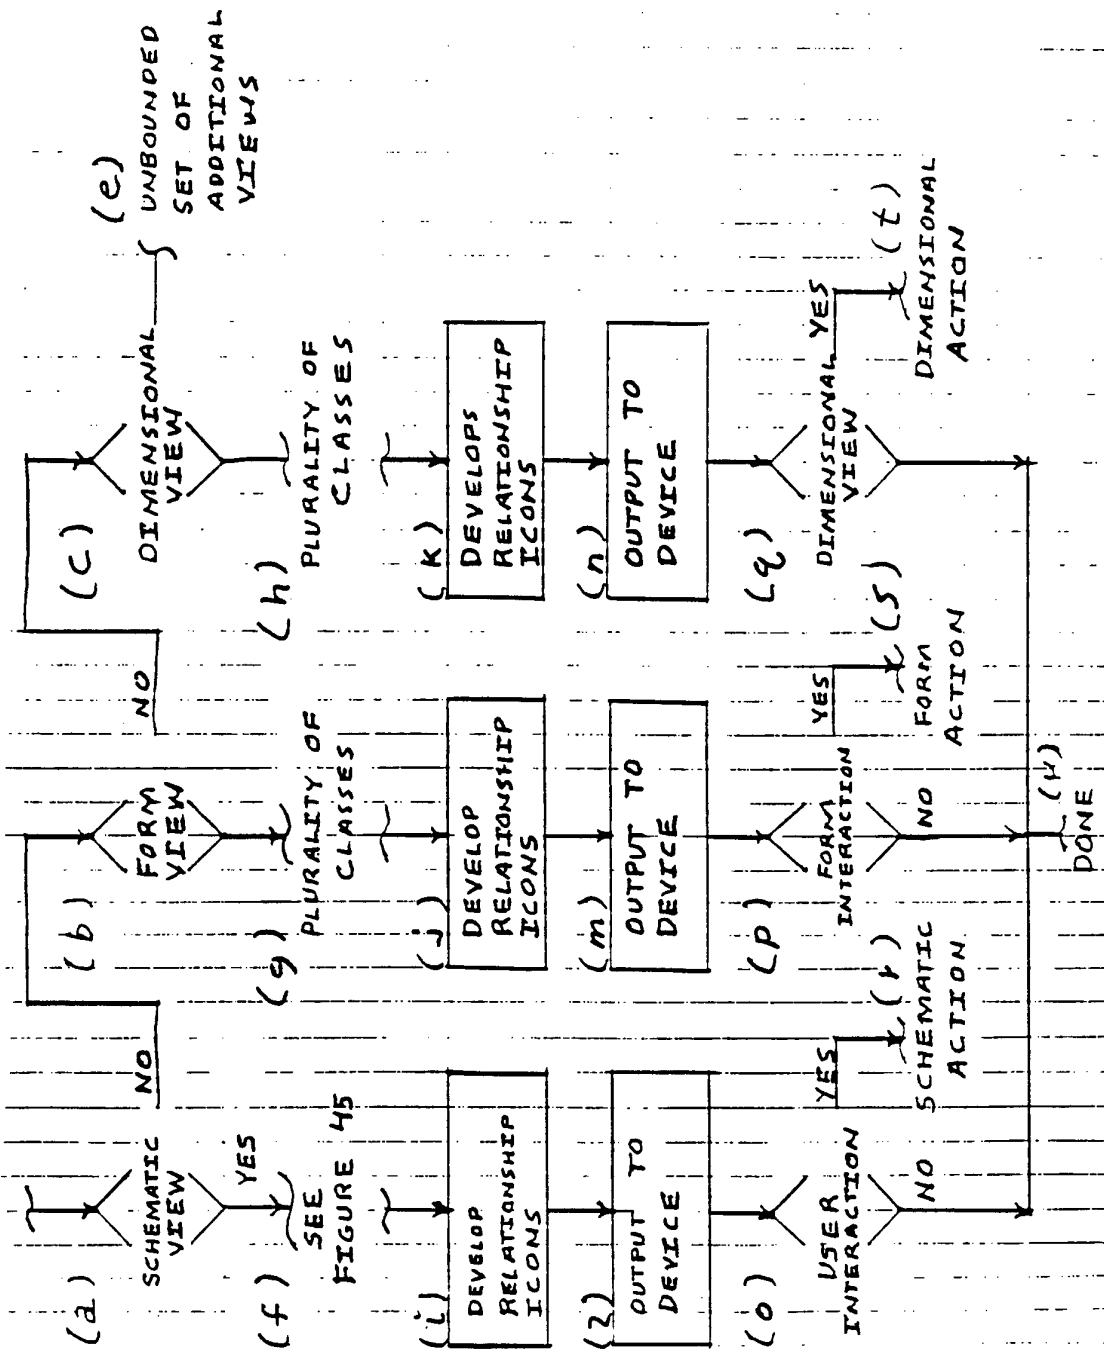 (a)
SCHEMATIC
VIEW
NO
YES
(f)
SEE
FIGURE 45
(i)
DEVELOP
RELATIONSHIP
ICONS
(l)
OUTPUT TO
DEVICE
(o)
USER
INTERACTION
YES
NO
(r)
SCHEMATIC
ACTION
(b)
FORM
VIEW
NO
(g)
PLURALITY OF
CLASSES
(j)
DEVELOP
RELATIONSHIP
ICONS
(m)
OUTPUT TO
DEVICE
(p)
FORM
INTERACTION
YES
NO
(s)
FORM
ACTION
(c)
DIMENSIONAL
VIEW
(e)
UNBOUNDED
SET OF
ADDITIONAL
VIEWS
(h)
PLURALITY OF
CLASSES
(k)
DEVELOPS
RELATIONSHIP
ICONS
(n)
OUTPUT TO
DEVICE
(q)
DIMENSIONAL
VIEW
YES
(t)
DIMENSIONAL
ACTION
DONE